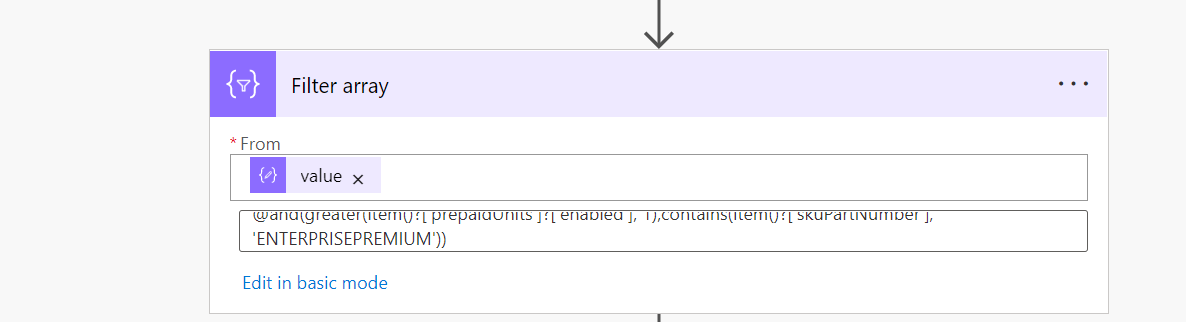 Filter array
* From
value
@and(greater(item()?['prepaidUnits']?['enabled'], 1),contains(item()?['skuPartNumber'],
'ENTERPRISEPREMIUM'))
Edit in basic mode